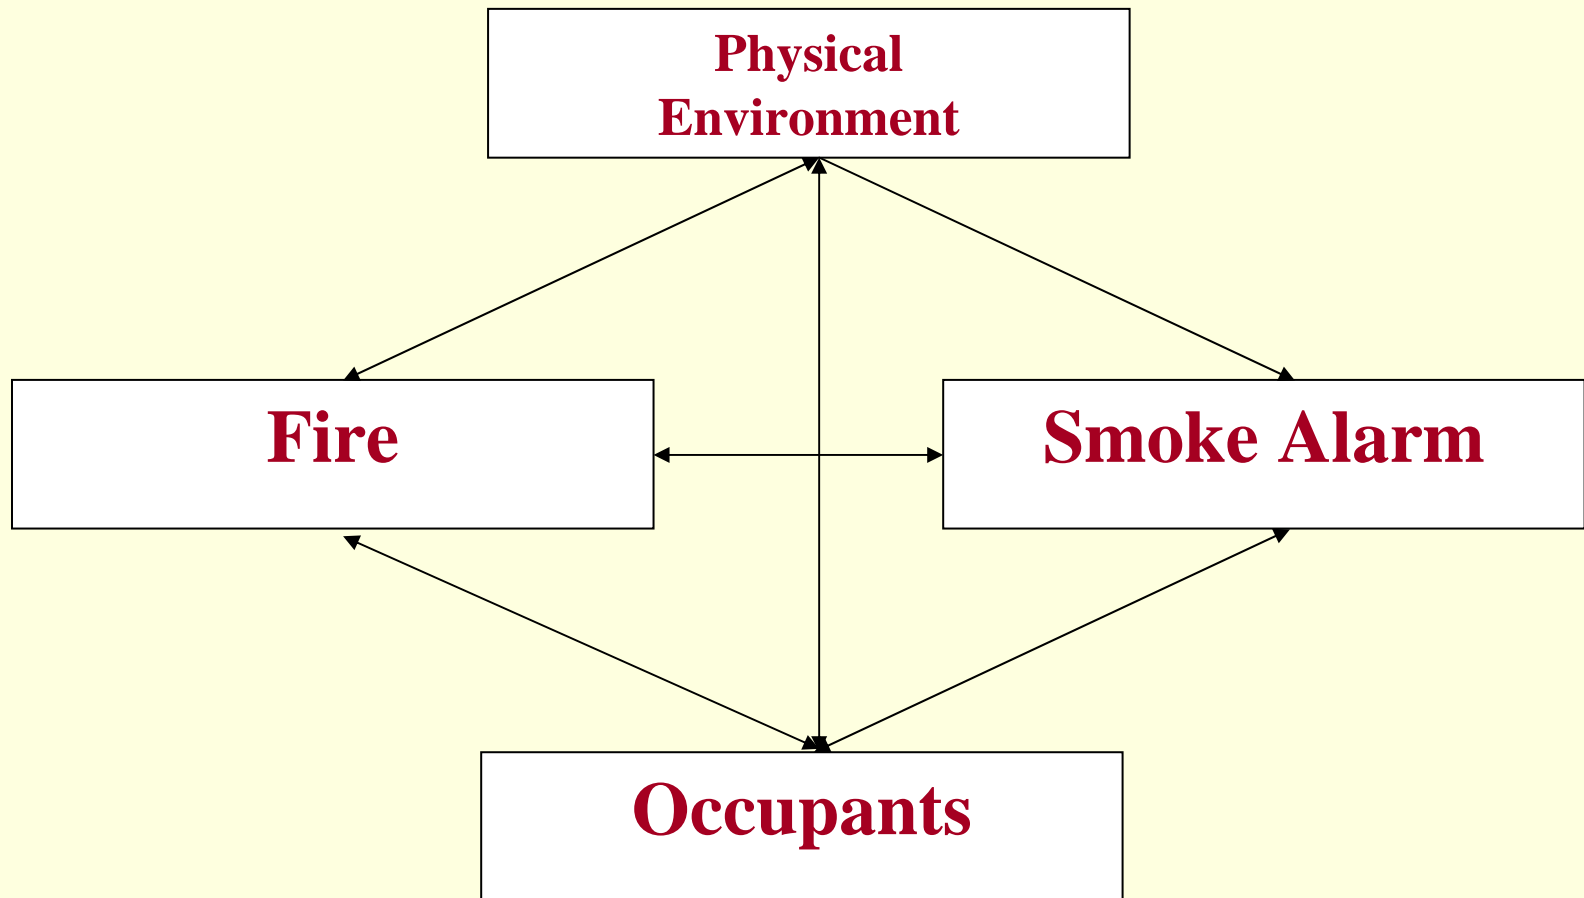 Physical
Environment
Fire
Smoke Alarm
Occupants